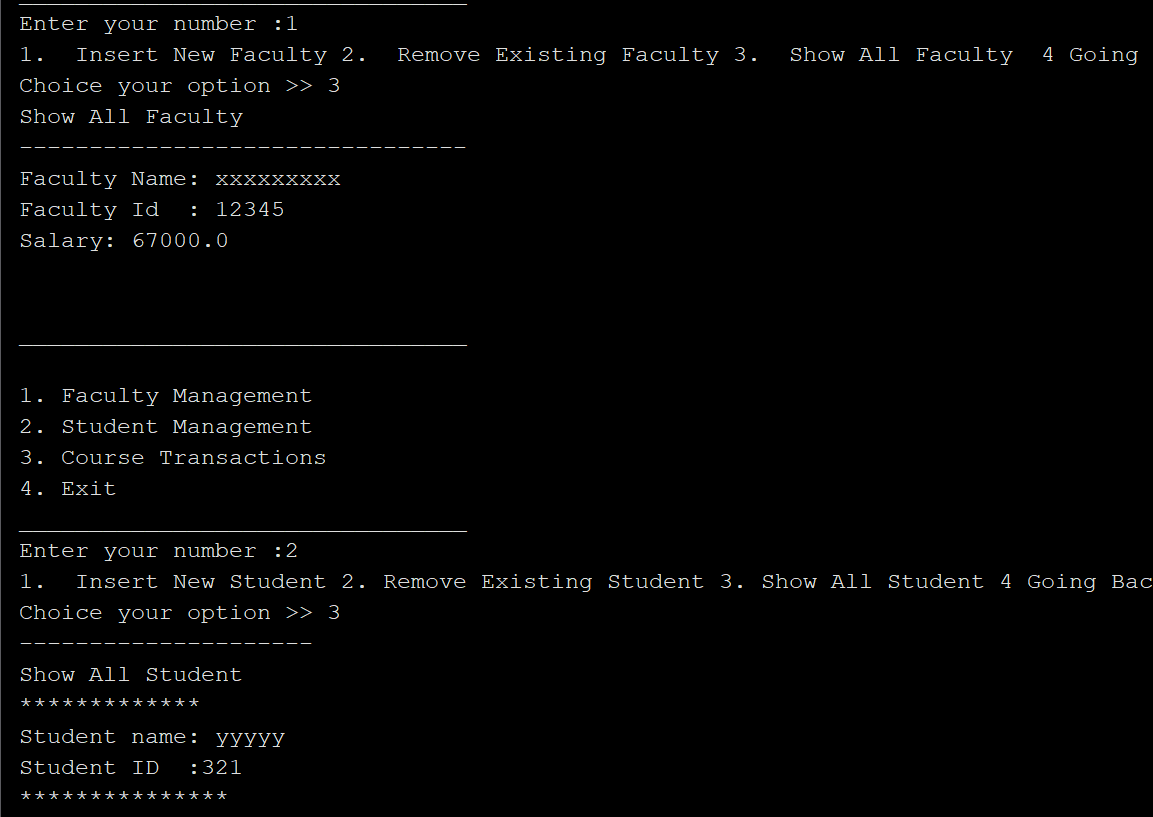 Enter your number :1
1.  Insert New Faculty 2.  Remove Existing Faculty 3.  Show All Faculty  4 Going
Choice your option >> 3
Show All Faculty
--------------------------------
Faculty Name: xxxxxxxxx
Faculty Id  : 12345
Salary: 67000.0
________________________________
1. Faculty Management
2. Student Management
3. Course Transactions
4. Exit
________________________________
Enter your number :2
1.  Insert New Student 2. Remove Existing Student 3. Show All Student 4 Going Bac
Choice your option >> 3
---------------------
Show All Student
*************
Student name: yyyyy
Student ID  :321
***************